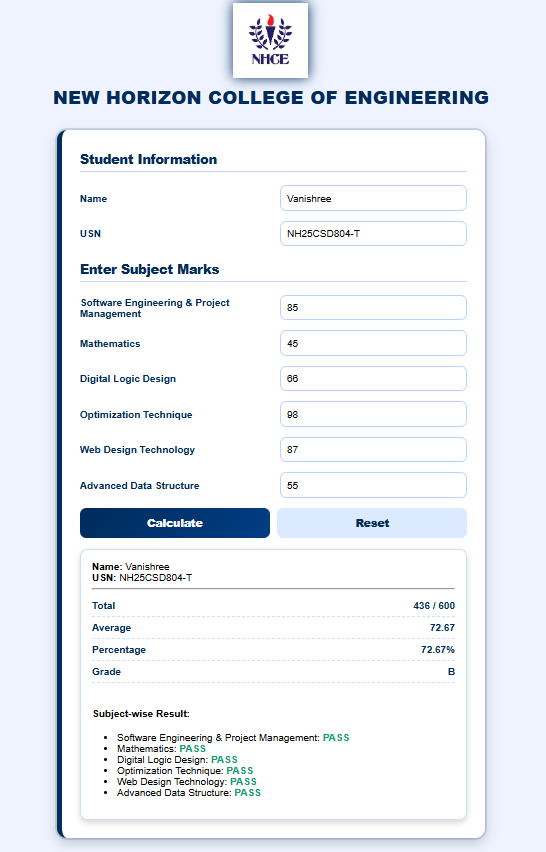 NHCE
NEW HORIZON COLLEGE OF ENGINEERING
Student Information
Name
Vanishree
USN
NH25CSD804-T
Enter Subject Marks
Software Engineering & Project
Management
85
Mathematics
45
Digital Logic Design
66
Optimization Technique
98
Web Design Technology
87
Advanced Data Structure
55
Calculate
Reset
Name: Vanishree
USN: NH25CSD804-T
Total 436 / 600
Average 72.67
Percentage 72.67%
Grade B
Subject-wise Result:
• Software Engineering & Project Management: PASS
• Mathematics: PASS
• Digital Logic Design: PASS
• Optimization Technique: PASS
• Web Design Technology: PASS
• Advanced Data Structure: PASS